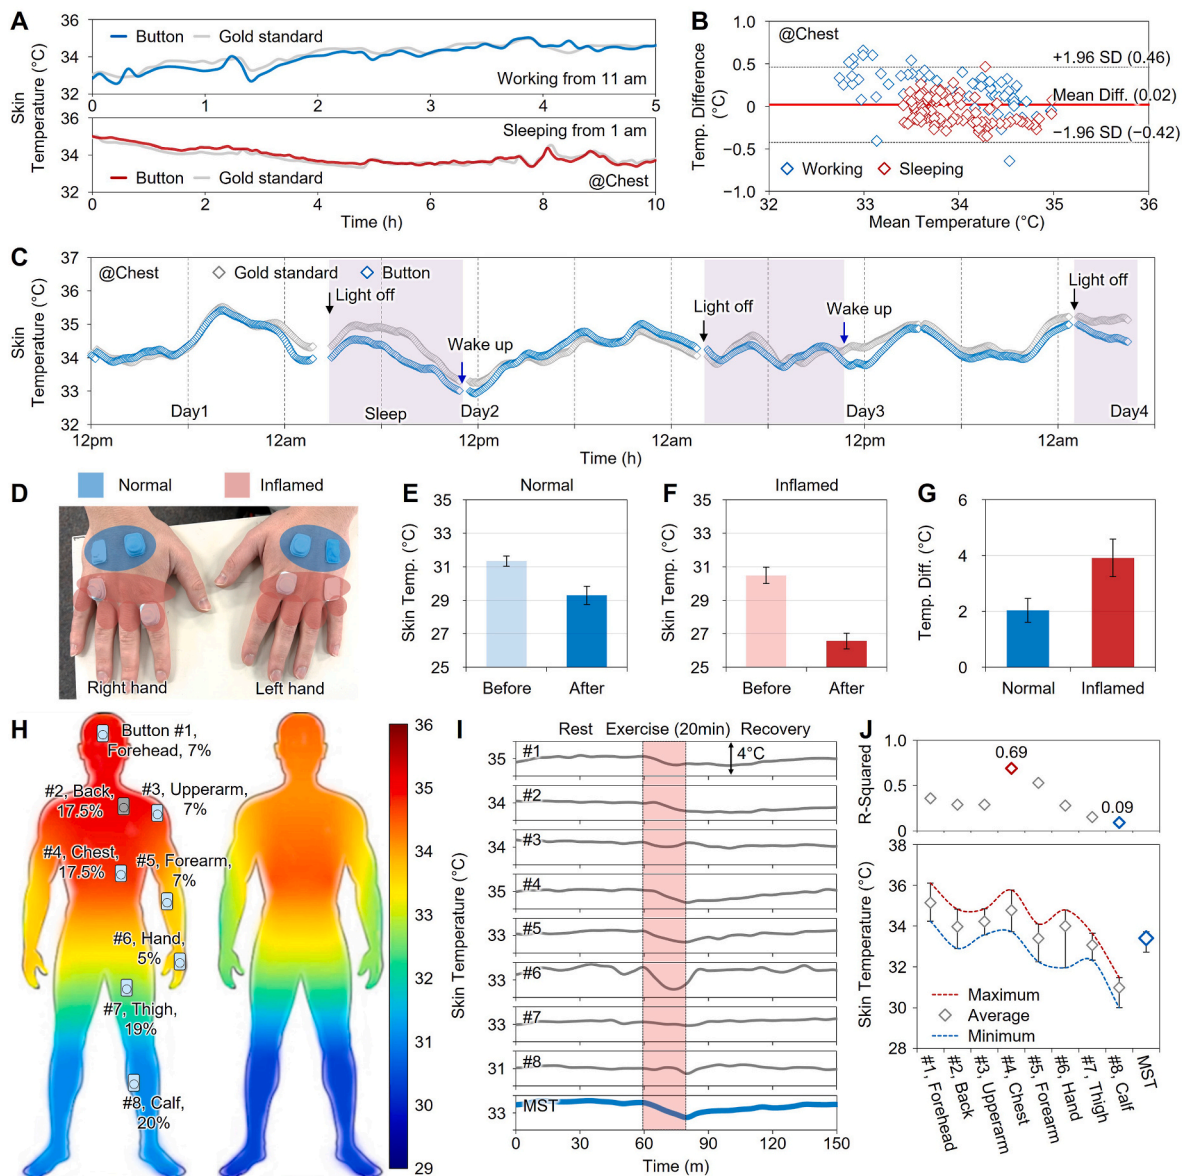 A
36
34
32
Skin
Temperature (°C)
Button
Gold standard
Working from 11 am
0 1 2 3 4 5
36
34
32
Sleeping from 1 am
Button
Gold standard
@Chest
0 2 4 6 8 10
Time (h)
B
1.0
0.5
0
−0.5
−1.0
Temp. Difference
(°C)
@Chest
+1.96 SD (0.46)
Mean Diff. (0.02)
−1.96 SD (−0.42)
Working
Sleeping
32 33 34 35 36
Mean Temperature (°C)
C
37
36
35
34
33
32
Skin
Temperature (°C)
@Chest
Gold standard
Button
Light off
Wake up
Light off
Wake up
Light off
Day1
Sleep
Day2
Day3
Day4
12pm 12am 12pm 12am 12pm 12am
Time (h)
D
Normal
Inflamed
Right hand
Left hand
E
Normal
35
33
31
29
27
25
Skin Temp. (°C)
Before After
F
Inflamed
35
33
31
29
27
25
Skin Temp. (°C)
Before After
G
6
4
2
0
Temp. Diff. (°C)
Normal Inflamed
H
Button #1,
Forehead, 7%
#2, Back,
17.5%
#3, Upperarm,
7%
#4, Chest,
17.5%
#5, Forearm,
7%
#6, Hand,
5%
#7, Thigh,
19%
#8, Calf,
20%
36
35
34
33
32
31
30
29
I
Rest Exercise (20min) Recovery
Skin Temperature (°C)
#1
35
4°C
#2
34
#3
34
#4
35
#5
33
#6
33
#7
33
#8
31
MST
33
0 30 60 90 120 150
Time (m)
J
1.0
0.5
0
R-Squared
0.69
0.09
36
34
32
30
28
Skin Temperature (°C)
Maximum
Average
Minimum
#1, Forehead
#2, Back
#3, Upperarm
#4, Chest
#5, Forearm
#6, Hand
#7, Thigh
#8, Calf
MST